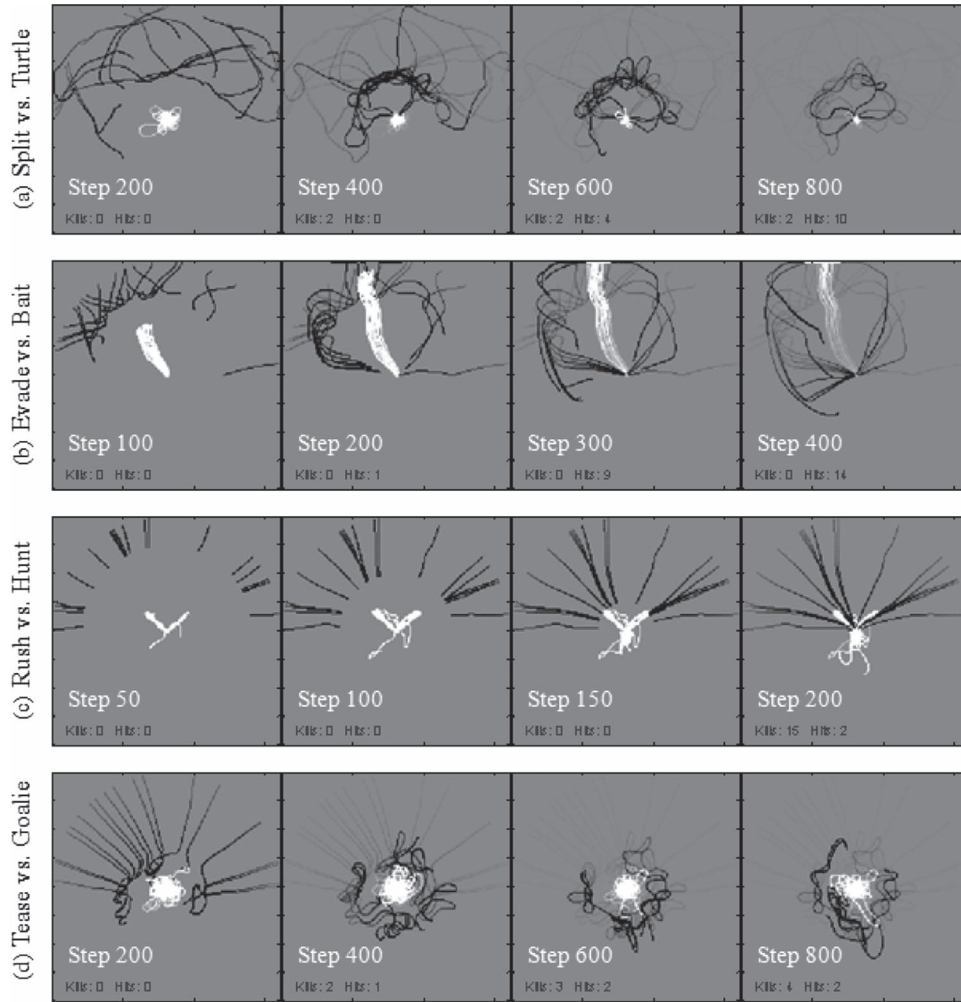 (a) Split vs. Turtle
Step 200
Kills: 0 Hits: 0
Step 400
Kills: 2 Hits: 0
Step 600
Kills: 2 Hits: 4
Step 800
Kills: 2 Hits: 10
(b) Evade vs. Bait
Step 100
Kills: 0 Hits: 0
Step 200
Kills: 0 Hits: 1
Step 300
Kills: 0 Hits: 9
Step 400
Kills: 0 Hits: 14
(c) Rush vs. Hunt
Step 50
Kills: 0 Hits: 0
Step 100
Kills: 0 Hits: 0
Step 150
Kills: 0 Hits: 0
Step 200
Kills: 15 Hits: 2
(d) Tease vs. Goalie
Step 200
Kills: 0 Hits: 0
Step 400
Kills: 2 Hits: 1
Step 600
Kills: 3 Hits: 2
Step 800
Kills: 4 Hits: 2